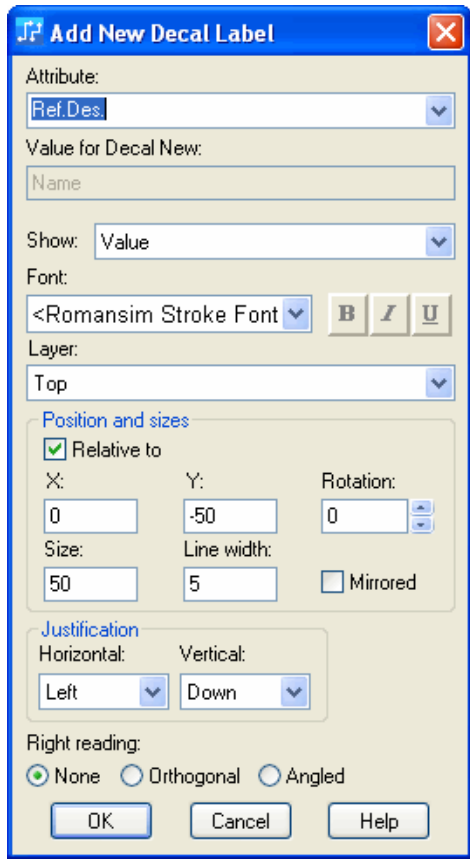 Add New Decal Label
Attribute:
Ref.Des.
Value for Decal New:
Name
Show: Value
Font:
<Romansim Stroke Font B I U
Layer:
Top
Position and sizes
Relative to
X: Y: Rotation:
0 -50 0
Size: Line width:
50 5 Mirrored
Justification
Horizontal: Vertical:
Left Down
Right reading:
None Orthogonal Angled
OK Cancel Help